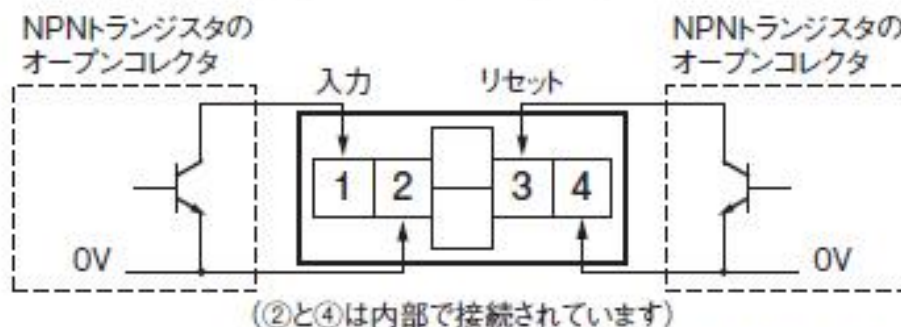 NPNトランジスタの
オープンコレクタ
NPNトランジスタの
オープンコレクタ
入力
リセット
1 2 3 4
0V
0V
(②と④は内部で接続されています)